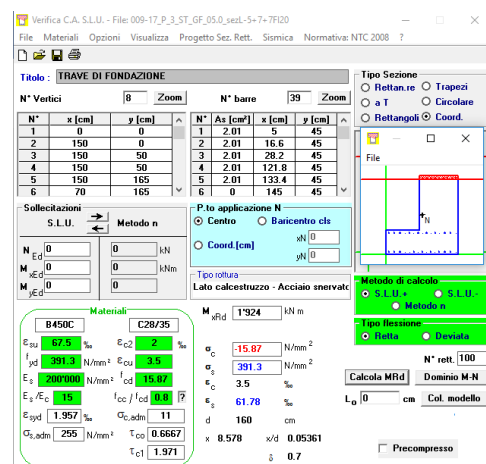 Verifica C.A. S.L.U. - File: 009-17_P_3_ST_GF_05.0_sezL-5+7+7Fl20
File Materiali Opzioni Visualizza Progetto Sez. Rett. Sismica Normativa: NTC 2008 ?
Titolo : TRAVE DI FONDAZIONE
N° Vertici 8 Zoom N° barre 39 Zoom
N° x [cm] y [cm]
1 0 0
2 150 0
3 150 50
4 150 50
5 150 165
6 70 165
N° As [cm²] x [cm] y [cm]
1 2.01 5 45
2 2.01 16.6 45
3 2.01 28.2 45
4 2.01 121.8 45
5 2.01 133.4 45
6 0 145 45
Tipo Sezione
Rettan.re Trapezi
a T Circolare
Rettangoli Coord.
File
N
Sollecitazioni
S.L.U. Metodo n
N Ed 0 0 kN
M xEd 0 0 kNm
M yEd 0 0
P.to applicazione N
Centro Baricentro cls
Coord.[cm] xN 0
yN 0
Tipo rottura
Lato calcestruzzo - Acciaio snervato
Metodo di calcolo
S.L.U.+ S.L.U.-
Metodo n
Tipo flessione
Retta Deviata
Materiali
B450C C28/35
εsu 67.5 ‰ εc2 2 ‰
fyd 391.3 N/mm² εcu 3.5
Es 200'000 N/mm² fcd 15.87
Es/Ec 15 fcc/fcd 0.8 ?
εsyd 1.957 ‰ σc,adm 11
σs,adm 255 N/mm² τco 0.6667
τc1 1.971
M xRd 1'924 kN m
σc -15.87 N/mm²
σs 391.3 N/mm²
εc 3.5 ‰
εs 61.78 ‰
d 160 cm
x 8.578 x/d 0.05361
δ 0.7
N° rett. 100
Calcola MRd Dominio M-N
Lo 0 cm Col. modello
Precompresso